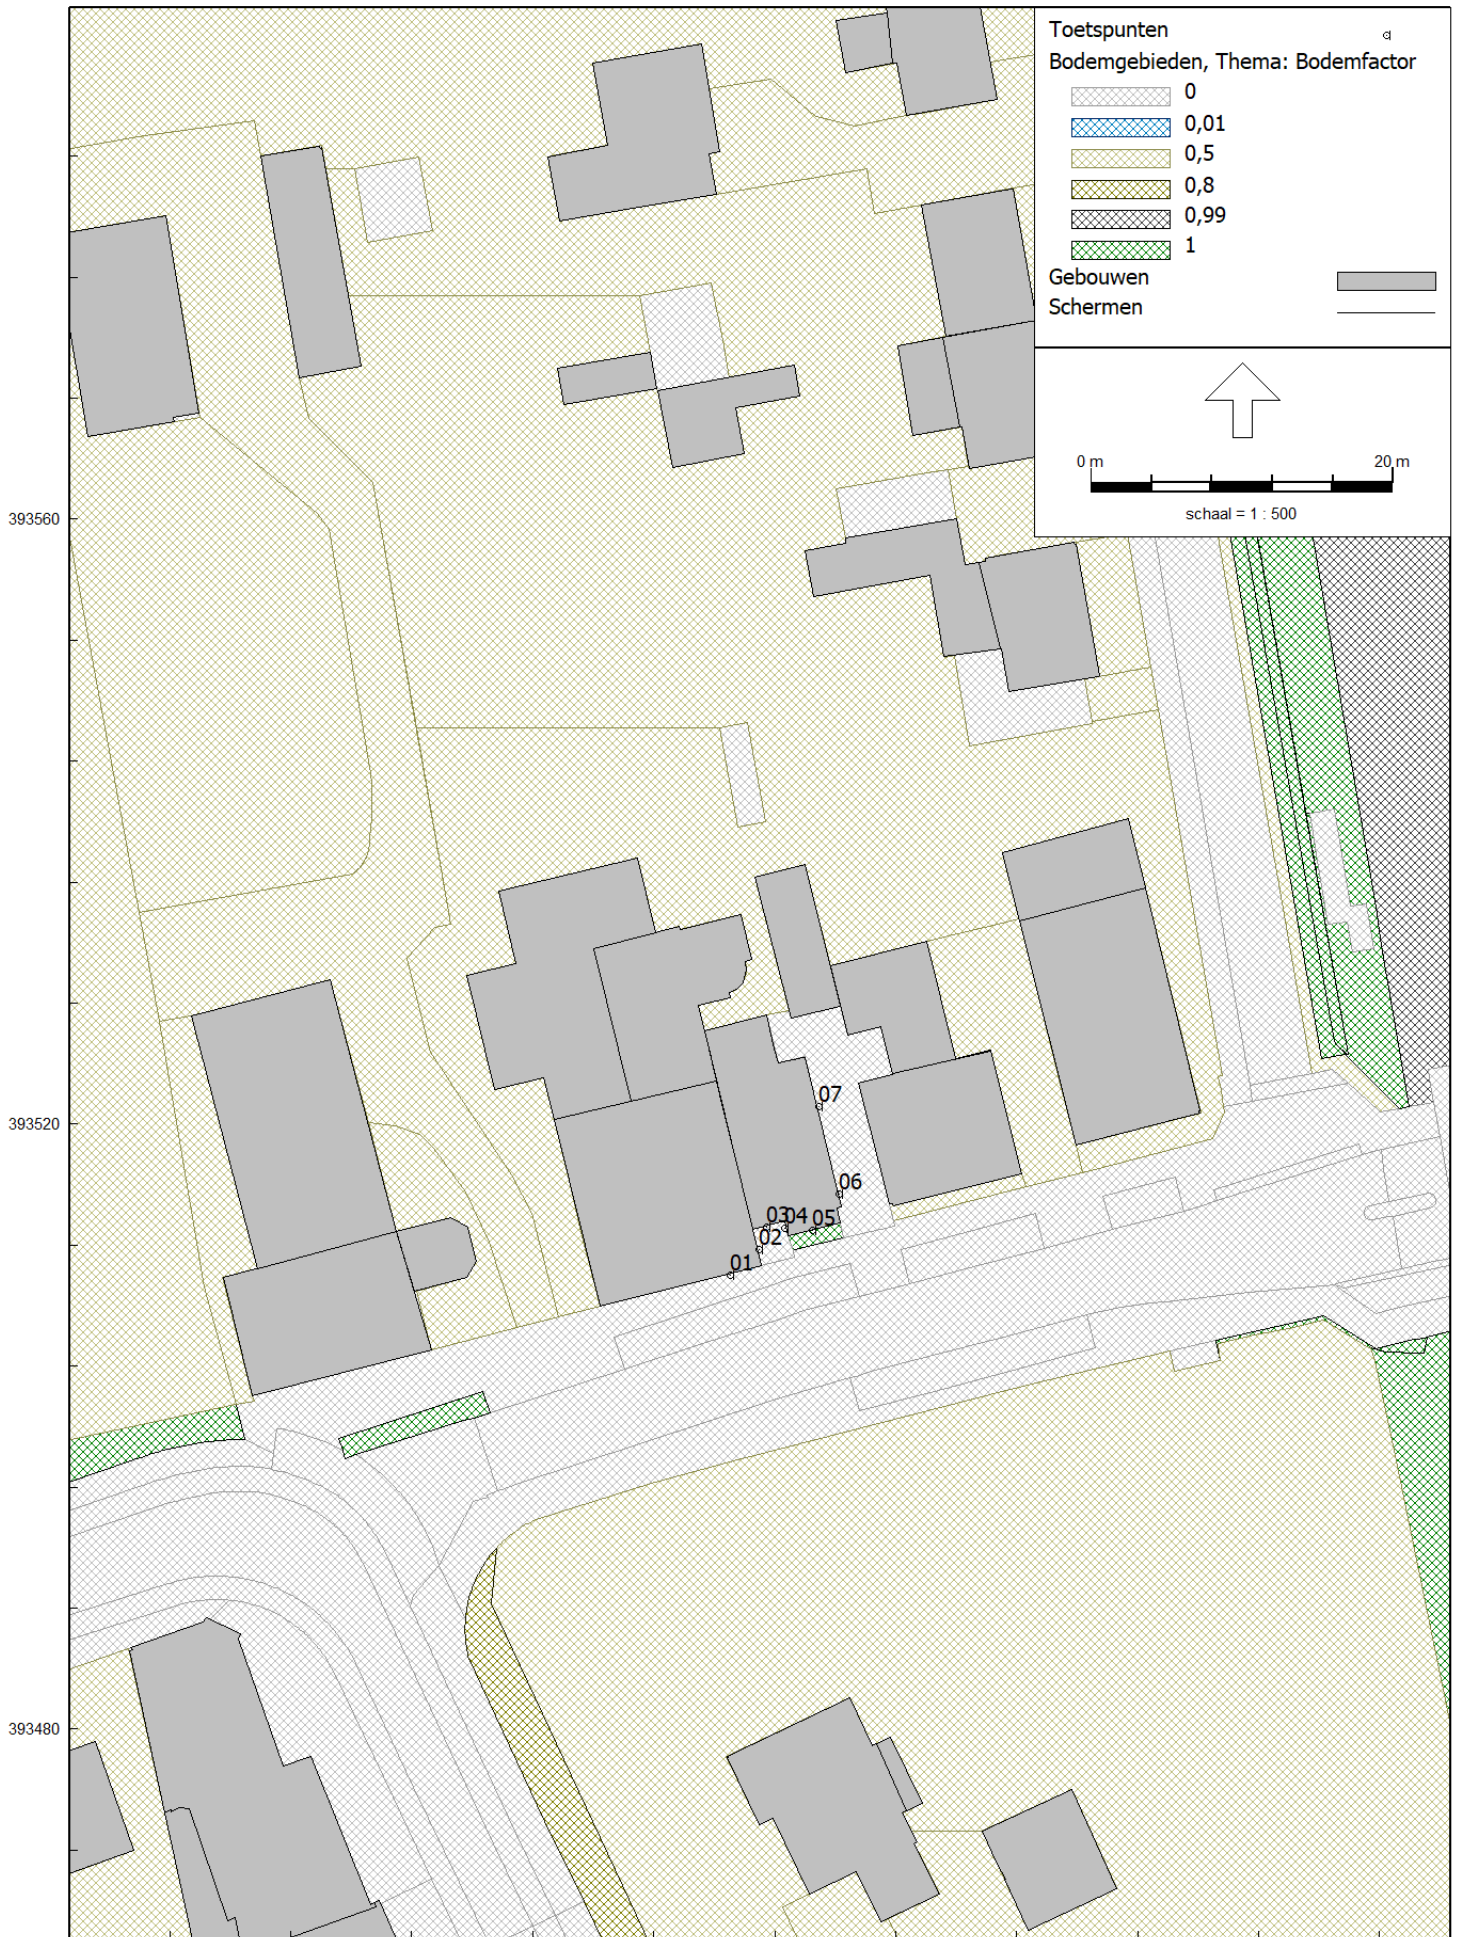 Toetspunten
Bodemgebieden, Thema: Bodemfactor
0
0,01
0,5
0,8
0,99
1
Gebouwen
Schermen
0 m 20 m
schaal = 1 : 500
393560
393520
393480
07
06
03 04 05
02
01